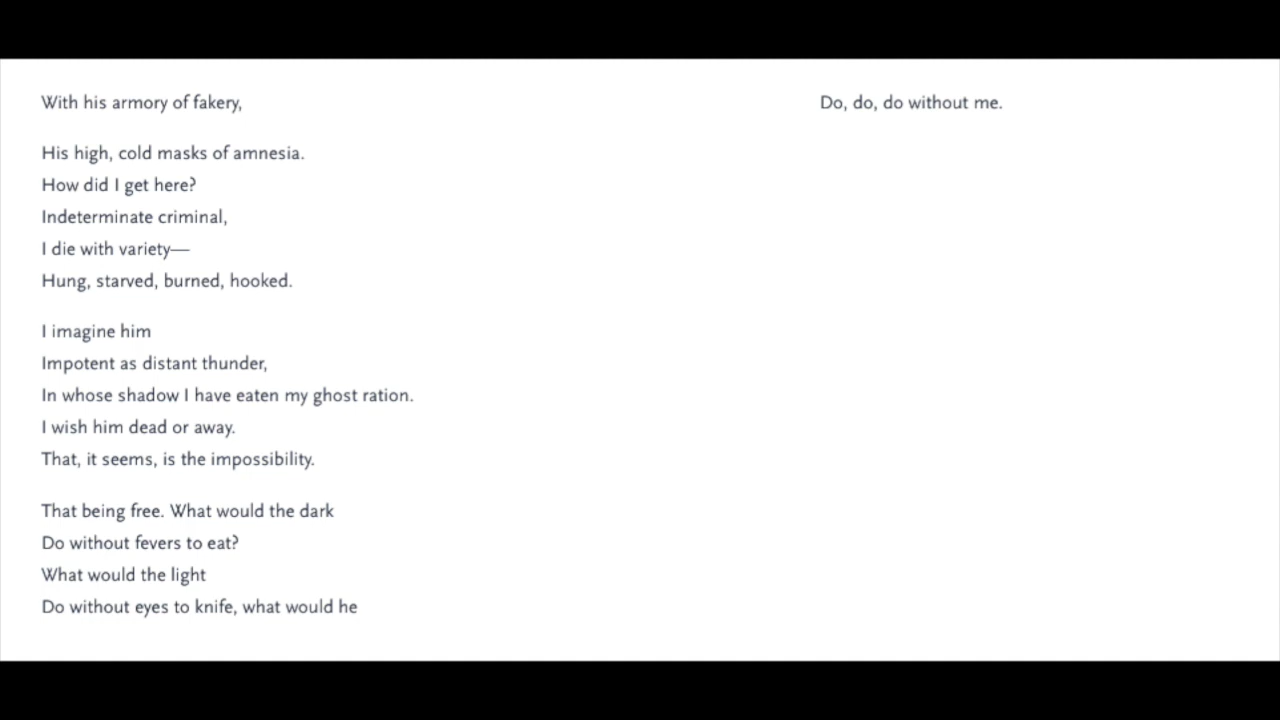 With his armory of fakery,
His high, cold masks of amnesia.
How did I get here?
Indeterminate criminal,
I die with variety—
Hung, starved, burned, hooked.
I imagine him
Impotent as distant thunder,
In whose shadow I have eaten my ghost ration.
I wish him dead or away.
That, it seems, is the impossibility.
That being free. What would the dark
Do without fevers to eat?
What would the light
Do without eyes to knife, what would he
Do, do, do without me.